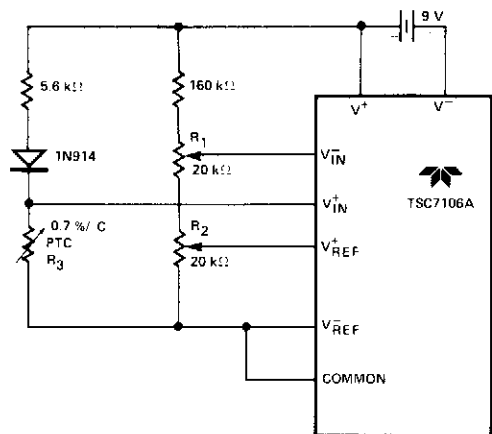 9 V
5.6 kΩ
160 kΩ
V+
V−
R1
1N914
V−IN
20 kΩ
TSC7106A
V+IN
0.7 %/ C
PTC
R3
R2
V+REF
20 kΩ
V−REF
COMMON